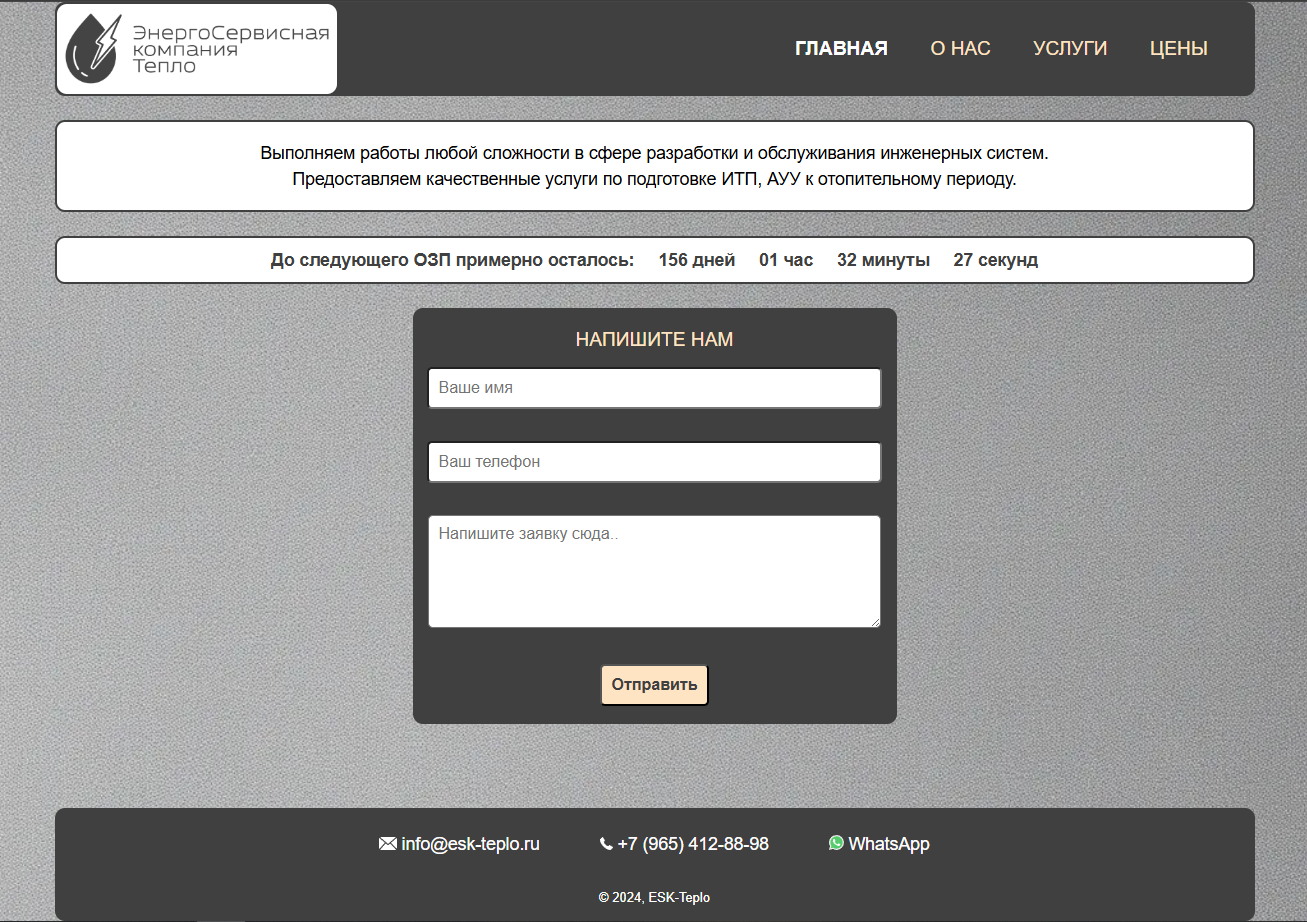 ЭнергоСервисная
компания
Тепло
ГЛАВНАЯ О НАС УСЛУГИ ЦЕНЫ
Выполняем работы любой сложности в сфере разработки и обслуживания инженерных систем.
Предоставляем качественные услуги по подготовке ИТП, АУУ к отопительному периоду.
До следующего ОЗП примерно осталось: 156 дней 01 час 32 минуты 27 секунд
НАПИШИТЕ НАМ
Ваше имя
Ваш телефон
Напишите заявку сюда..
Отправить
info@esk-teplo.ru +7 (965) 412-88-98 WhatsApp
© 2024, ESK-Teplo